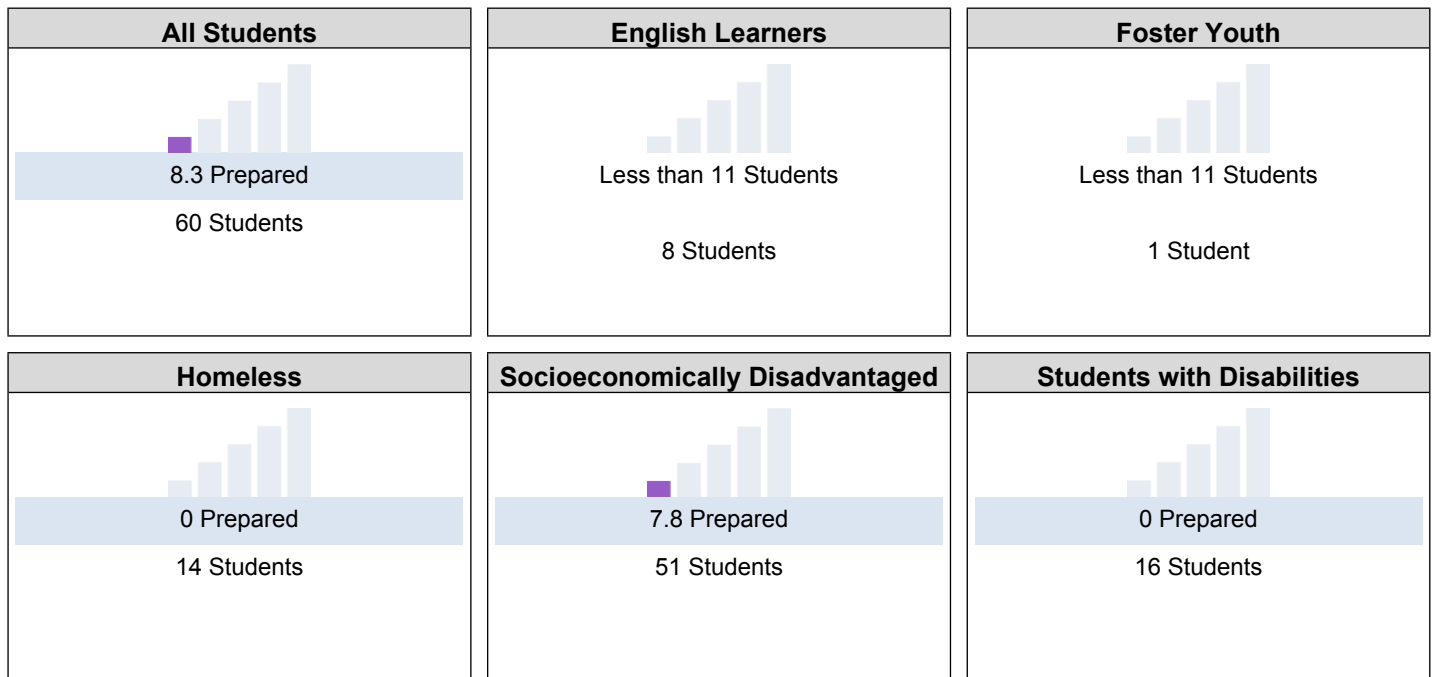 All Students
8.3 Prepared
60 Students
English Learners
Less than 11 Students
8 Students
Foster Youth
Less than 11 Students
1 Student
Homeless
0 Prepared
14 Students
Socioeconomically Disadvantaged
7.8 Prepared
51 Students
Students with Disabilities
0 Prepared
16 Students